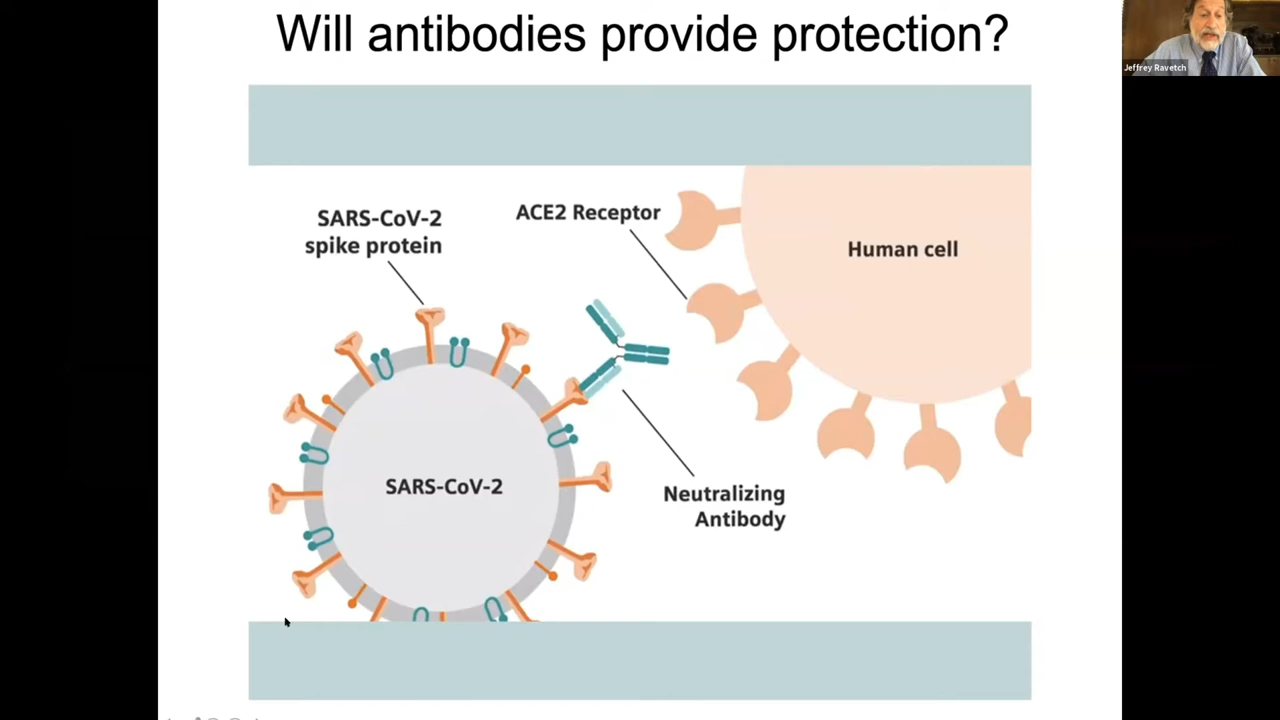 Will antibodies provide protection?
Jeffrey Ravetch
SARS-CoV-2
spike protein
ACE2 Receptor
Human cell
SARS-CoV-2
Neutralizing
Antibody